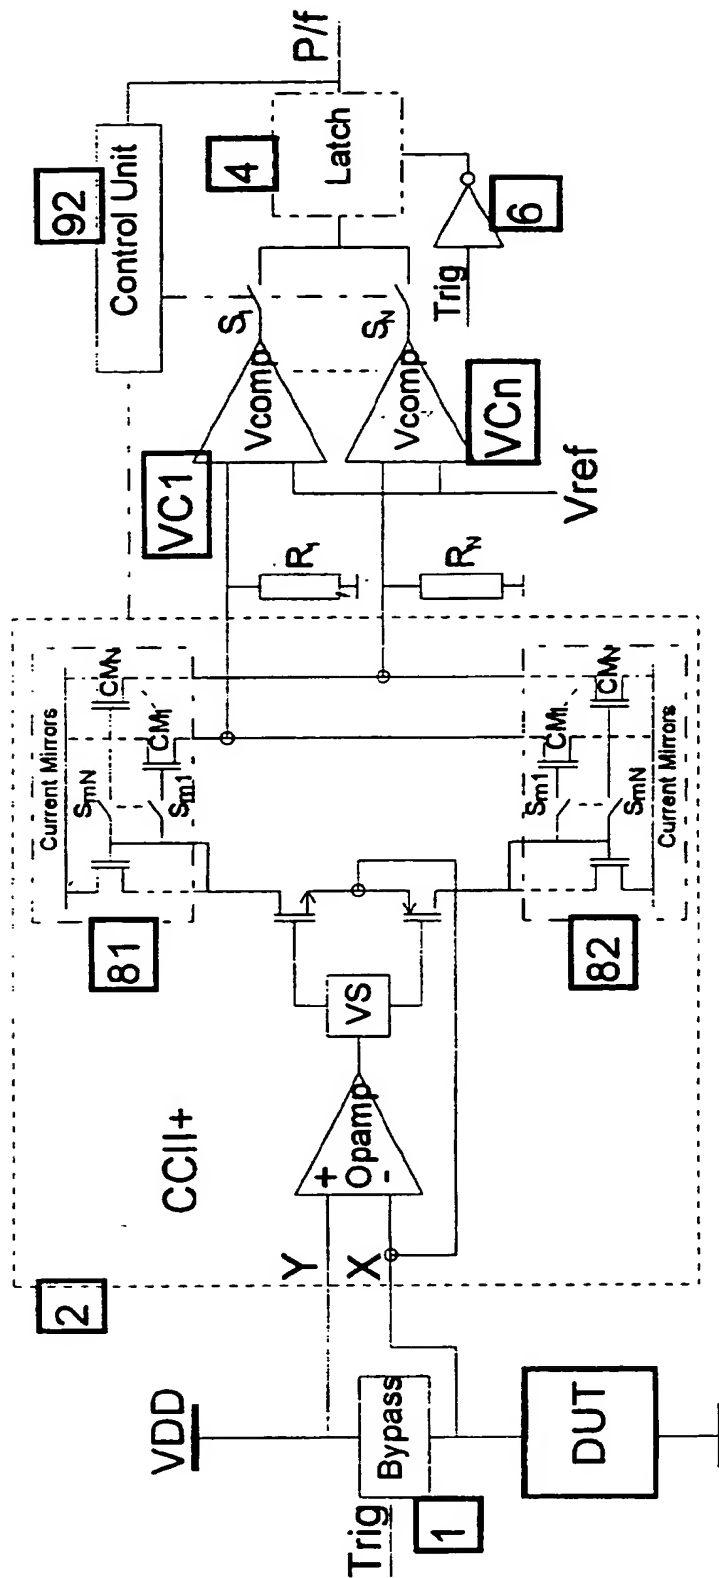 VDD
Trig
Bypass
1
DUT
2
CCII+
Y
X
+
Opamp
-
VS
81
Current Mirrors
SmN
Sm1
CM1
CMN
82
Current Mirrors
Sm1
SmN
CM1
CMN
R1
RN
VC1
Vcomp
Vcomp
VCn
Vref
S1
SN
92
Control Unit
4
Latch
Trig
6
P/f